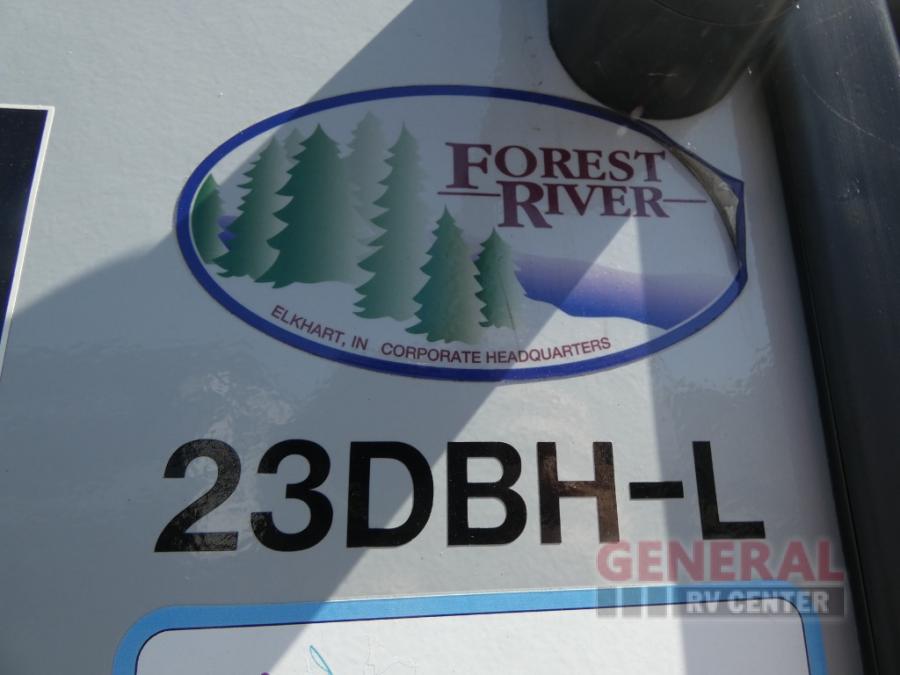 FOREST
RIVER
ELKHART, IN CORPORATE HEADQUARTERS
23DBH-L
GENERAL
RV CENTER